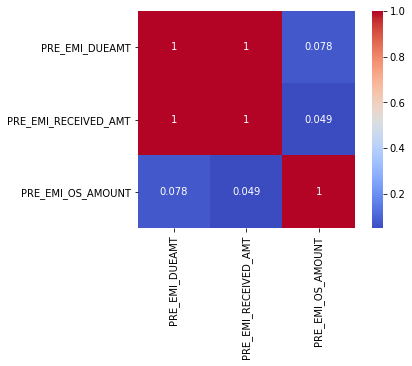 PRE_EMI_DUEAMT
PRE_EMI_RECEIVED_AMT
PRE_EMI_OS_AMOUNT
1 1 0.078
1 1 0.049
0.078 0.049 1
PRE_EMI_DUEAMT
PRE_EMI_RECEIVED_AMT
PRE_EMI_OS_AMOUNT
1.0
0.8
0.6
0.4
0.2